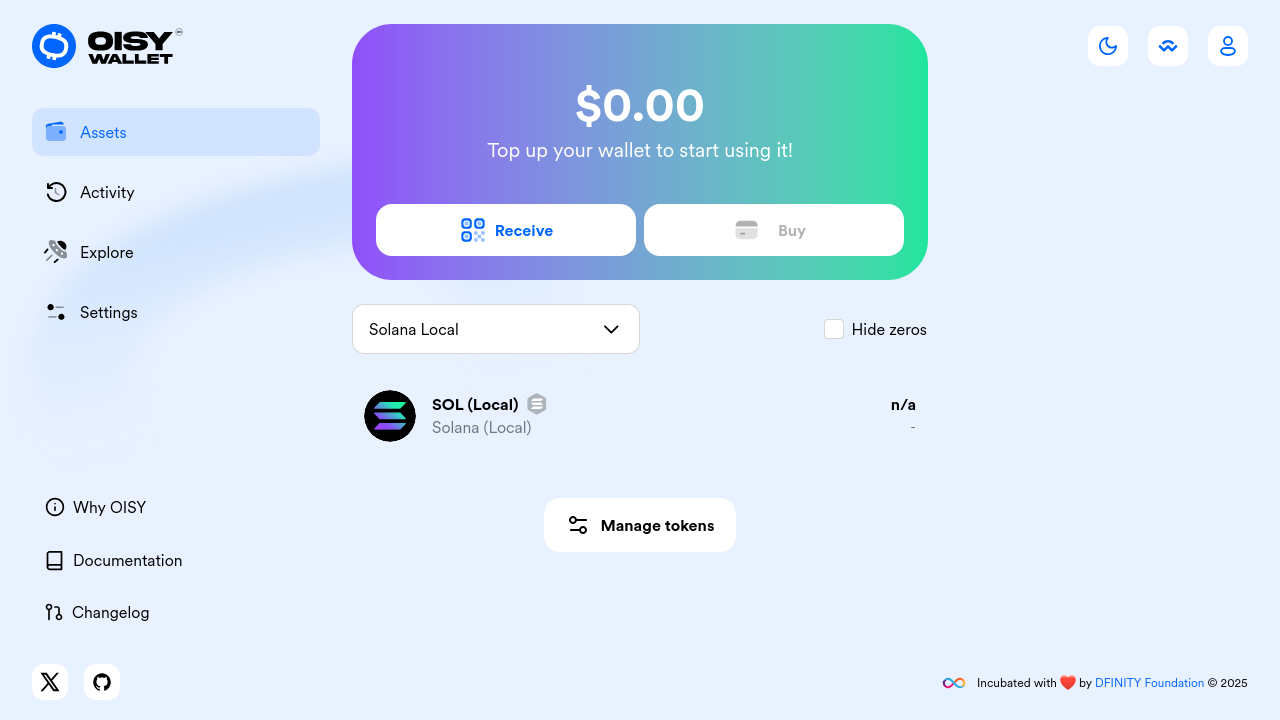 OISY
WALLET
$0.00
Top up your wallet to start using it!
Receive
Buy
Assets
Activity
Explore
Settings
Solana Local
Hide zeros
SOL (Local)
n/a
Solana (Local)
-
Manage tokens
Why OISY
Documentation
Changelog
Incubated with ❤️ by DFINITY Foundation © 2025